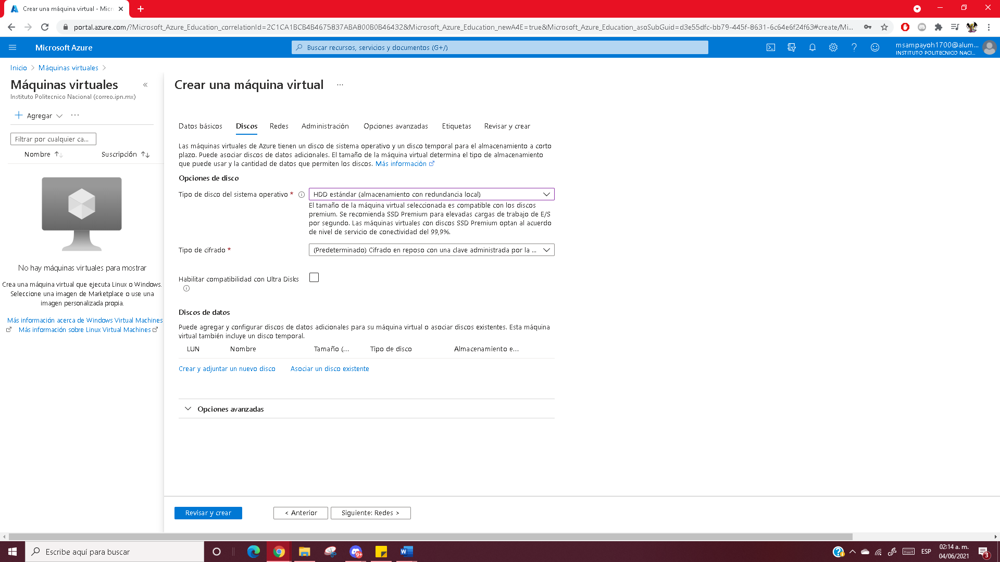 Crear una máquina virtual - Micr
portal.azure.com/?Microsoft_Azure_Education_correlationId=2C1CA1BCB4B4675837ABA800B0B46432&Microsoft_Azure_Education_newA4E=true&Microsoft_Azure_Education_asoSubGuid=d3e55dfc-bb79-445f-8631-6c64e6f24f63#create/Mi...
Microsoft Azure
Buscar recursos, servicios y documentos (G+/)
msampayoh1700@alum...
INSTITUTO POLITECNICO NACI...
Inicio > Máquinas virtuales >
Máquinas virtuales «
Instituto Politecnico Nacional (correo.ipn.mx)
+ Agregar ...
Filtrar por cualquier ca...
Nombre Suscripción
No hay máquinas virtuales para mostrar
Crea una máquina virtual que ejecuta Linux o Windows.
Seleccione una imagen de Marketplace o use una
imagen personalizada propia.
Más información acerca de Windows Virtual Machines
Más información sobre Linux Virtual Machines
Crear una máquina virtual ...
Datos básicos Discos Redes Administración Opciones avanzadas Etiquetas Revisar y crear
Las máquinas virtuales de Azure tienen un disco de sistema operativo y un disco temporal para el almacenamiento a corto
plazo. Puede asociar discos de datos adicionales. El tamaño de la máquina virtual determina el tipo de almacenamiento
que puede usar y la cantidad de datos que permiten los discos. Más información
Opciones de disco
Tipo de disco del sistema operativo * HDD estándar (almacenamiento con redundancia local)
El tamaño de la máquina virtual seleccionada es compatible con los discos
premium. Se recomienda SSD Premium para elevadas cargas de trabajo de E/S
por segundo. Las máquinas virtuales con discos SSD Premium optan al acuerdo
de nivel de servicio de conectividad del 99,9%.
Tipo de cifrado * (Predeterminado) Cifrado en reposo con una clave administrada por la ...
Habilitar compatibilidad con Ultra Disks
Discos de datos
Puede agregar y configurar discos de datos adicionales para su máquina virtual o asociar discos existentes. Esta máquina
virtual también incluye un disco temporal.
LUN Nombre Tamaño (... Tipo de disco Almacenamiento e...
Crear y adjuntar un nuevo disco Asociar un disco existente
Opciones avanzadas
Revisar y crear < Anterior Siguiente: Redes >
Escribe aquí para buscar
9+
ESP
02:14 a. m.
04/06/2021
3